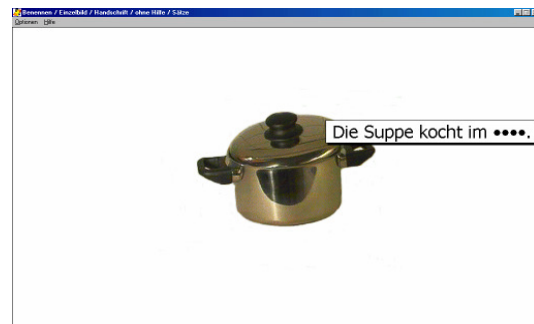 Benennen / Einzelbild / Handschrift / ohne Hilfe / Sätze
Optionen Hilfe
Die Suppe kocht im ••••.